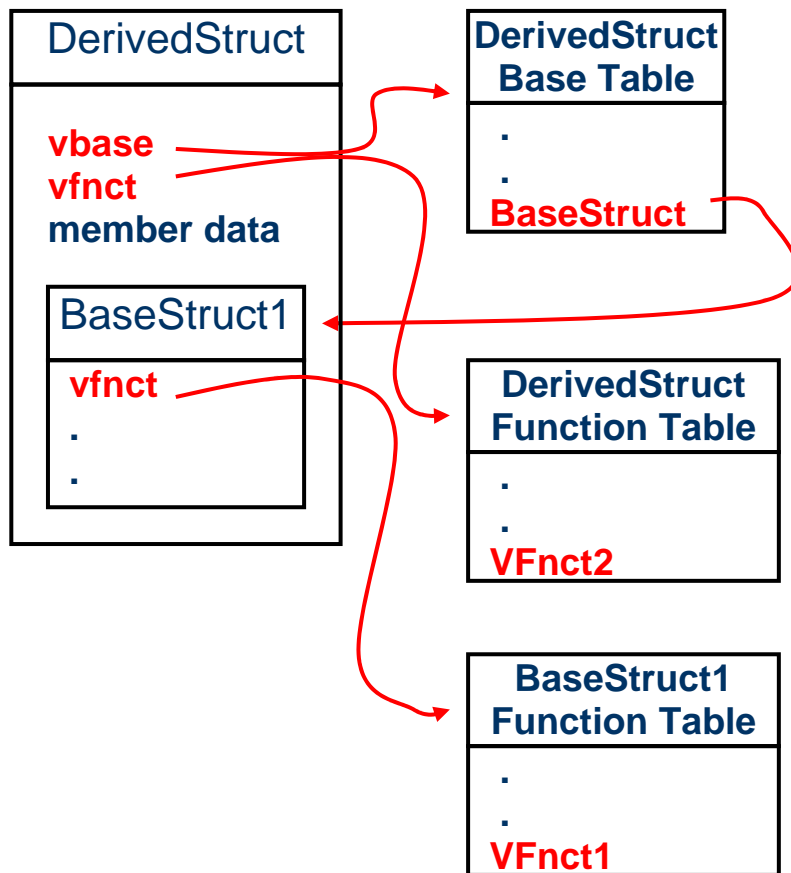 DerivedStruct
vbase
vfnct
member data
BaseStruct1
vfnct
.
.
DerivedStruct
Base Table
.
.
BaseStruct
DerivedStruct
Function Table
.
.
VFnct2
BaseStruct1
Function Table
.
.
VFnct1